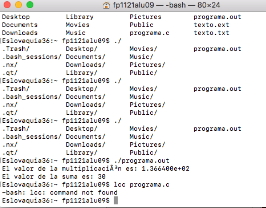 fp1121alu09 — -bash — 80×24
Desktop Library Pictures programa.out
Documents Movies Public texto.ext
Downloads Music programa.c texto.txt
Eslovaquia36:~ fp1121alu09$ ./
.Trash/ Desktop/ Movies/ programa.out
.bash_sessions/ Documents/ Music/
.nx/ Downloads/ Pictures/
.qt/ Library/ Public/
Eslovaquia36:~ fp1121alu09$ ./
.Trash/ Desktop/ Movies/ programa.out
.bash_sessions/ Documents/ Music/
.nx/ Downloads/ Pictures/
.qt/ Library/ Public/
Eslovaquia36:~ fp1121alu09$ ./
.Trash/ Desktop/ Movies/ programa.out
.bash_sessions/ Documents/ Music/
.nx/ Downloads/ Pictures/
.qt/ Library/ Public/
Eslovaquia36:~ fp1121alu09$ ./programa.out
El valor de la multiplicación es: 1.366400e+02
El valor de la suma es: 30
Eslovaquia36:~ fp1121alu09$ lcc programa.c
-bash: lcc: command not found
Eslovaquia36:~ fp1121alu09$